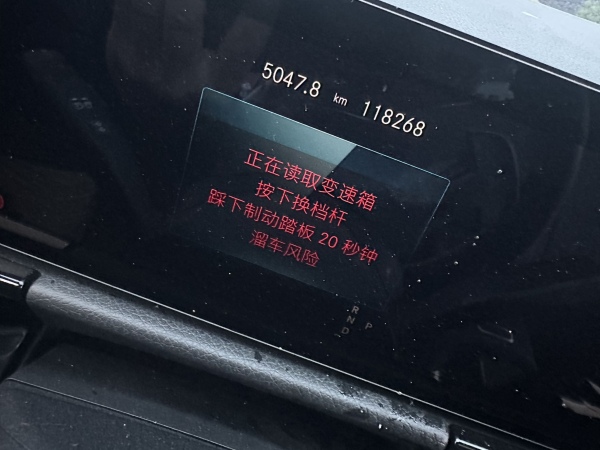 5047.8 km 118268
正在读取变速箱
按下换档杆
踩下制动踏板 20 秒钟
溜车风险
R
N P
D